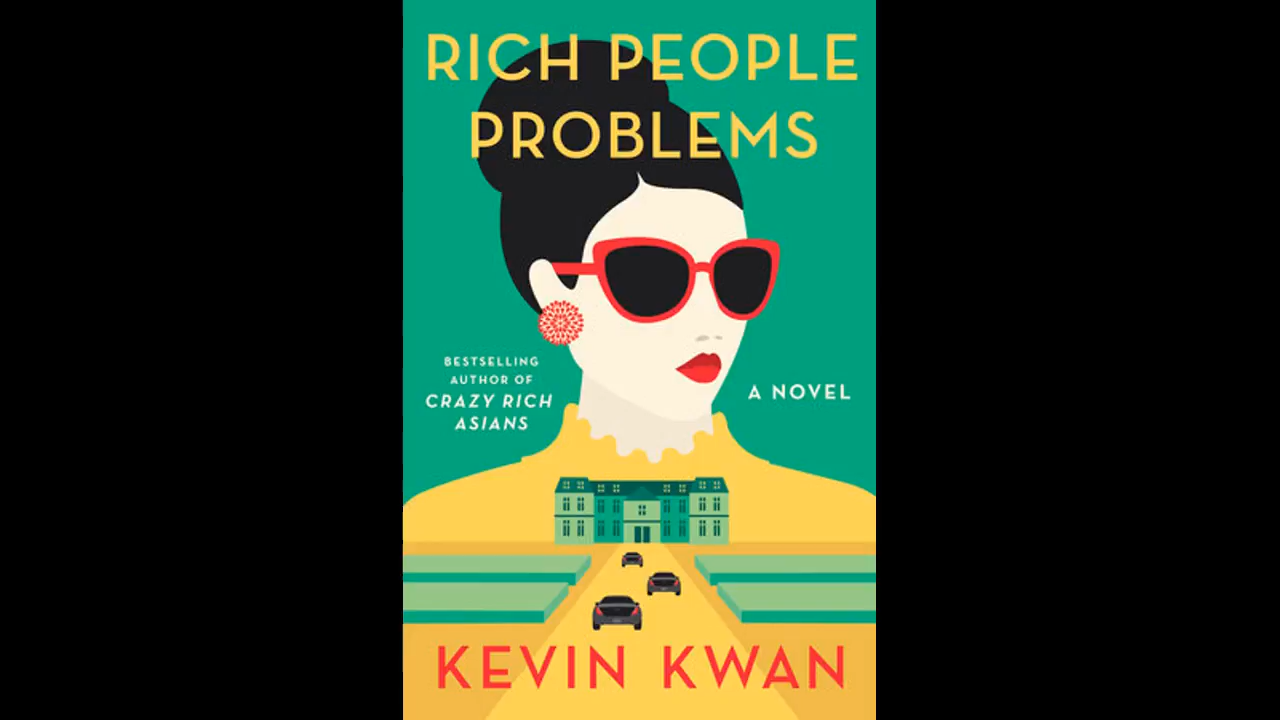 RICH PEOPLE
PROBLEMS
BESTSELLING
AUTHOR OF
CRAZY RICH
ASIANS
A NOVEL
KEVIN KWAN